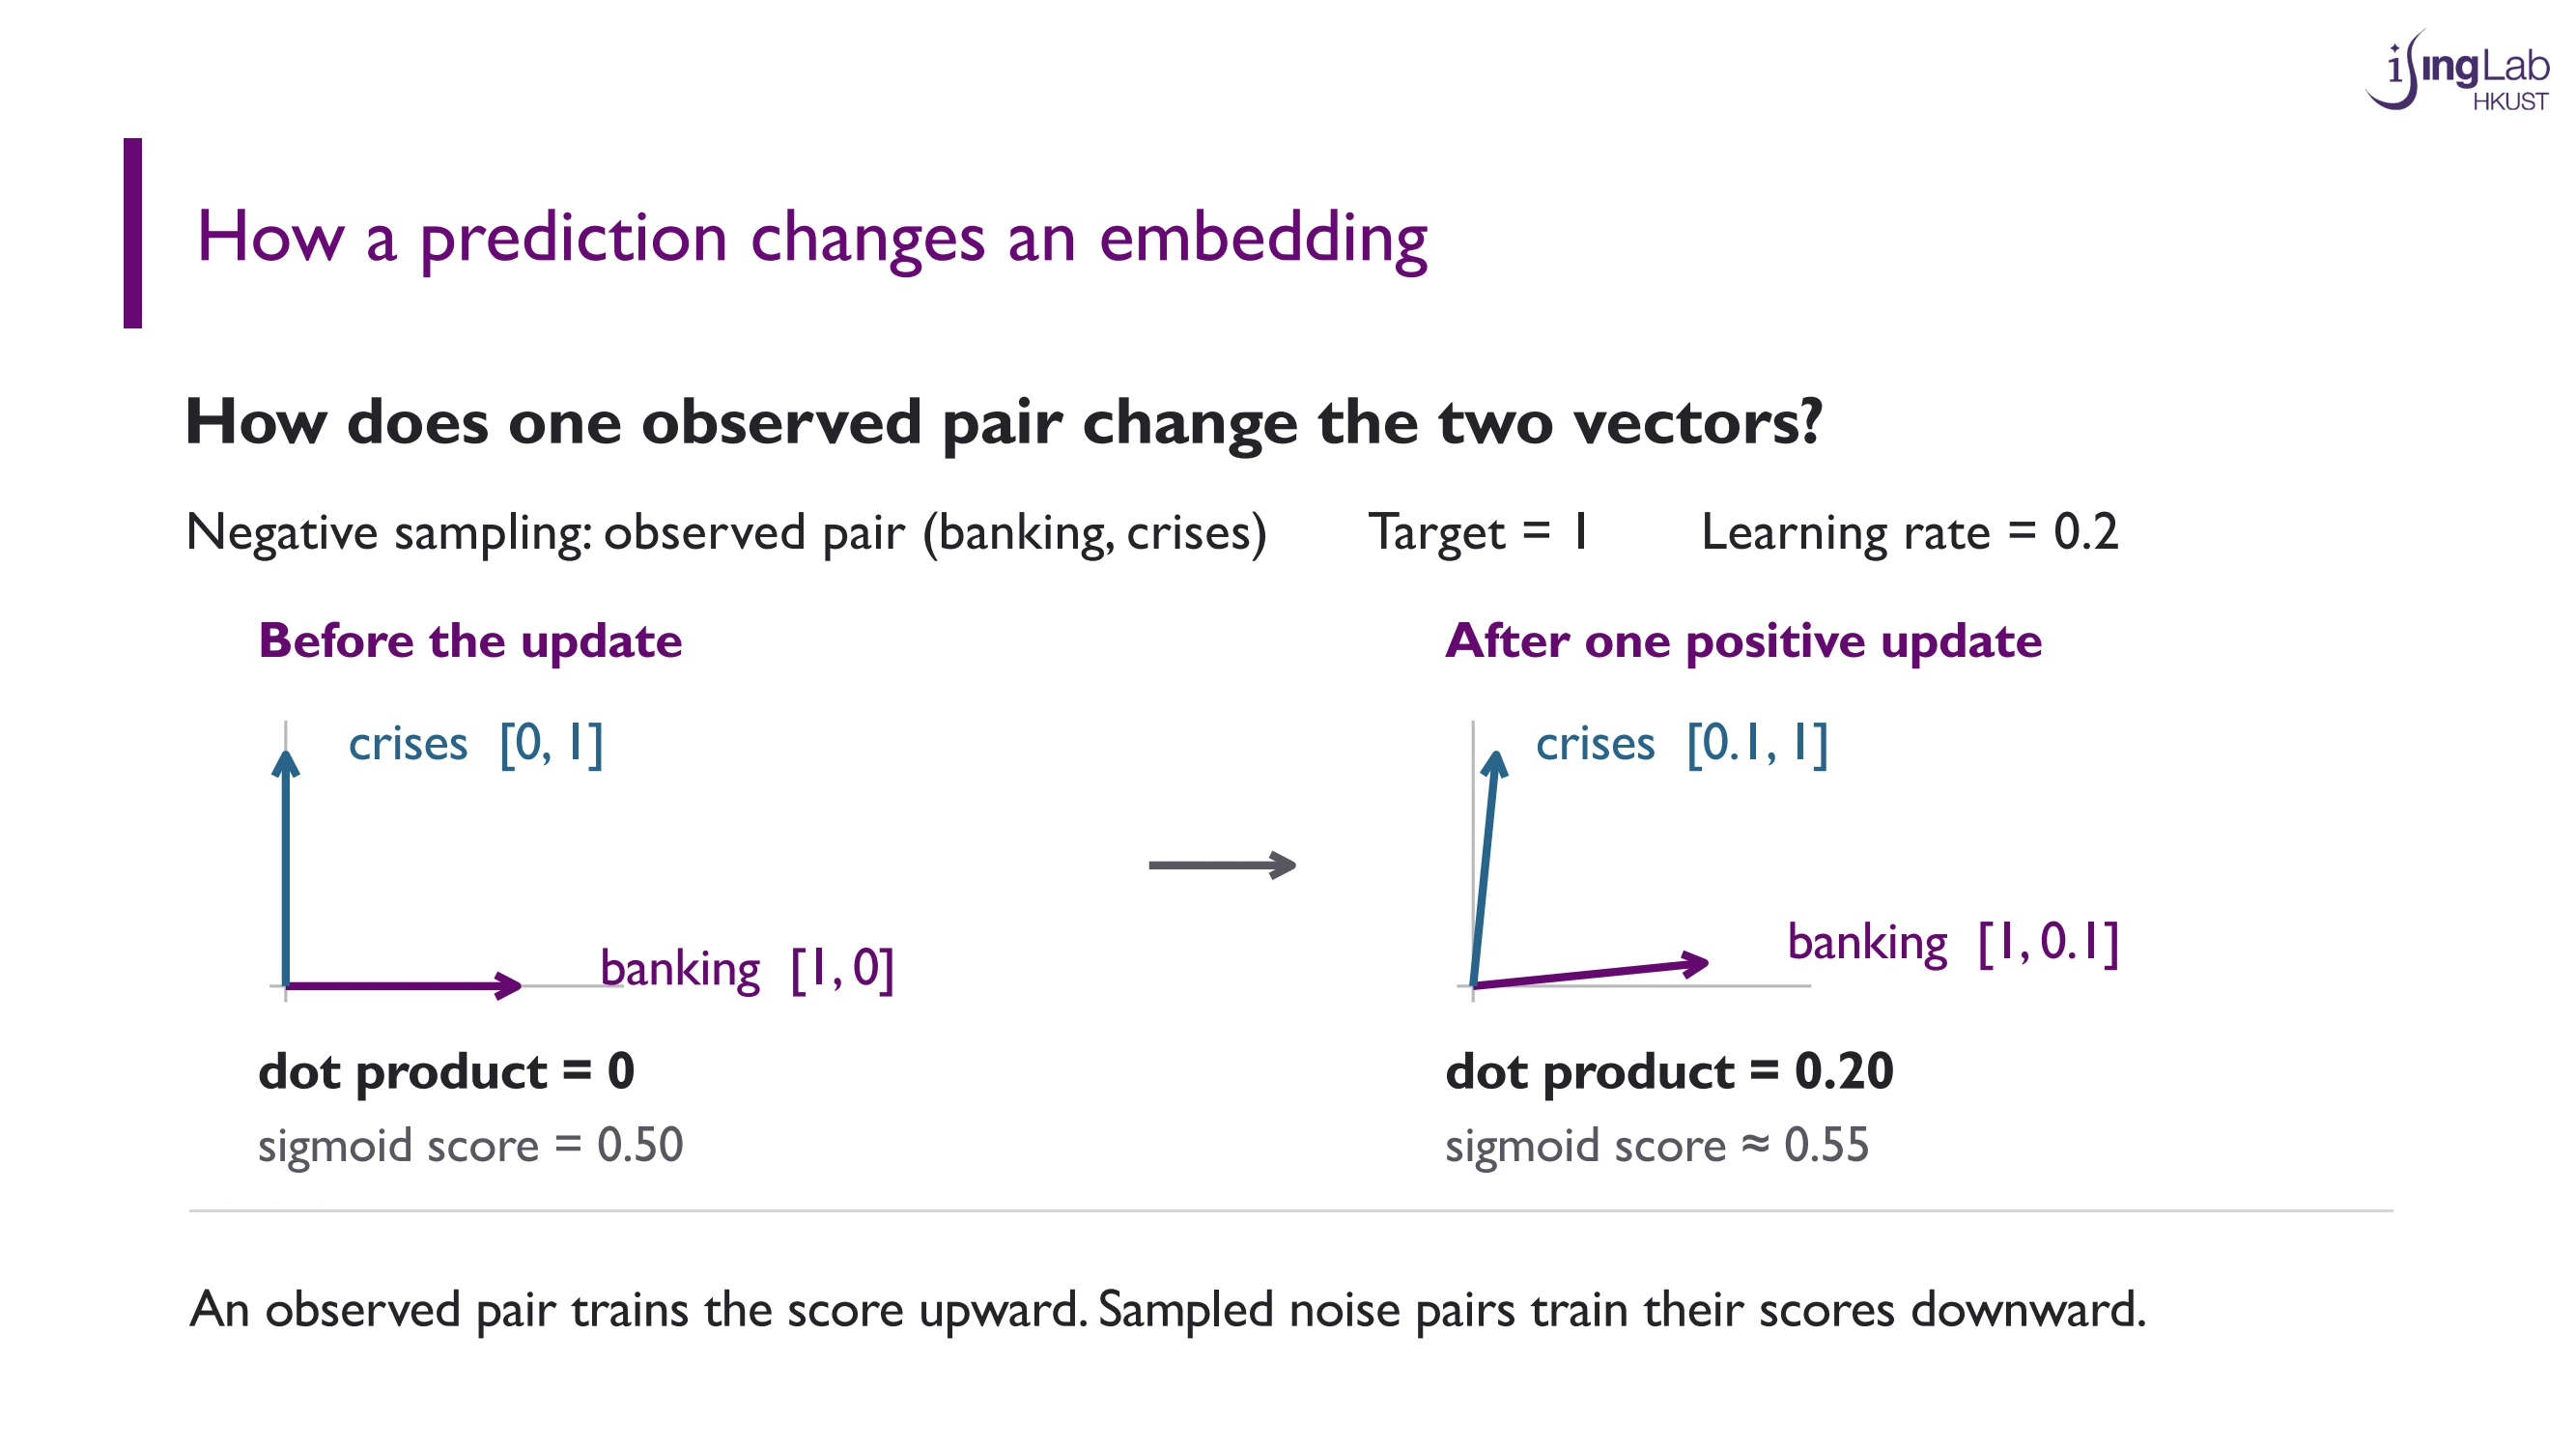 isingLab
HKUST
How a prediction changes an embedding
How does one observed pair change the two vectors?
Negative sampling: observed pair (banking, crises) Target = 1 Learning rate = 0.2
Before the update
crises [0, 1]
banking [1, 0]
dot product = 0
sigmoid score = 0.50
After one positive update
crises [0.1, 1]
banking [1, 0.1]
dot product = 0.20
sigmoid score ≈ 0.55
An observed pair trains the score upward. Sampled noise pairs train their scores downward.